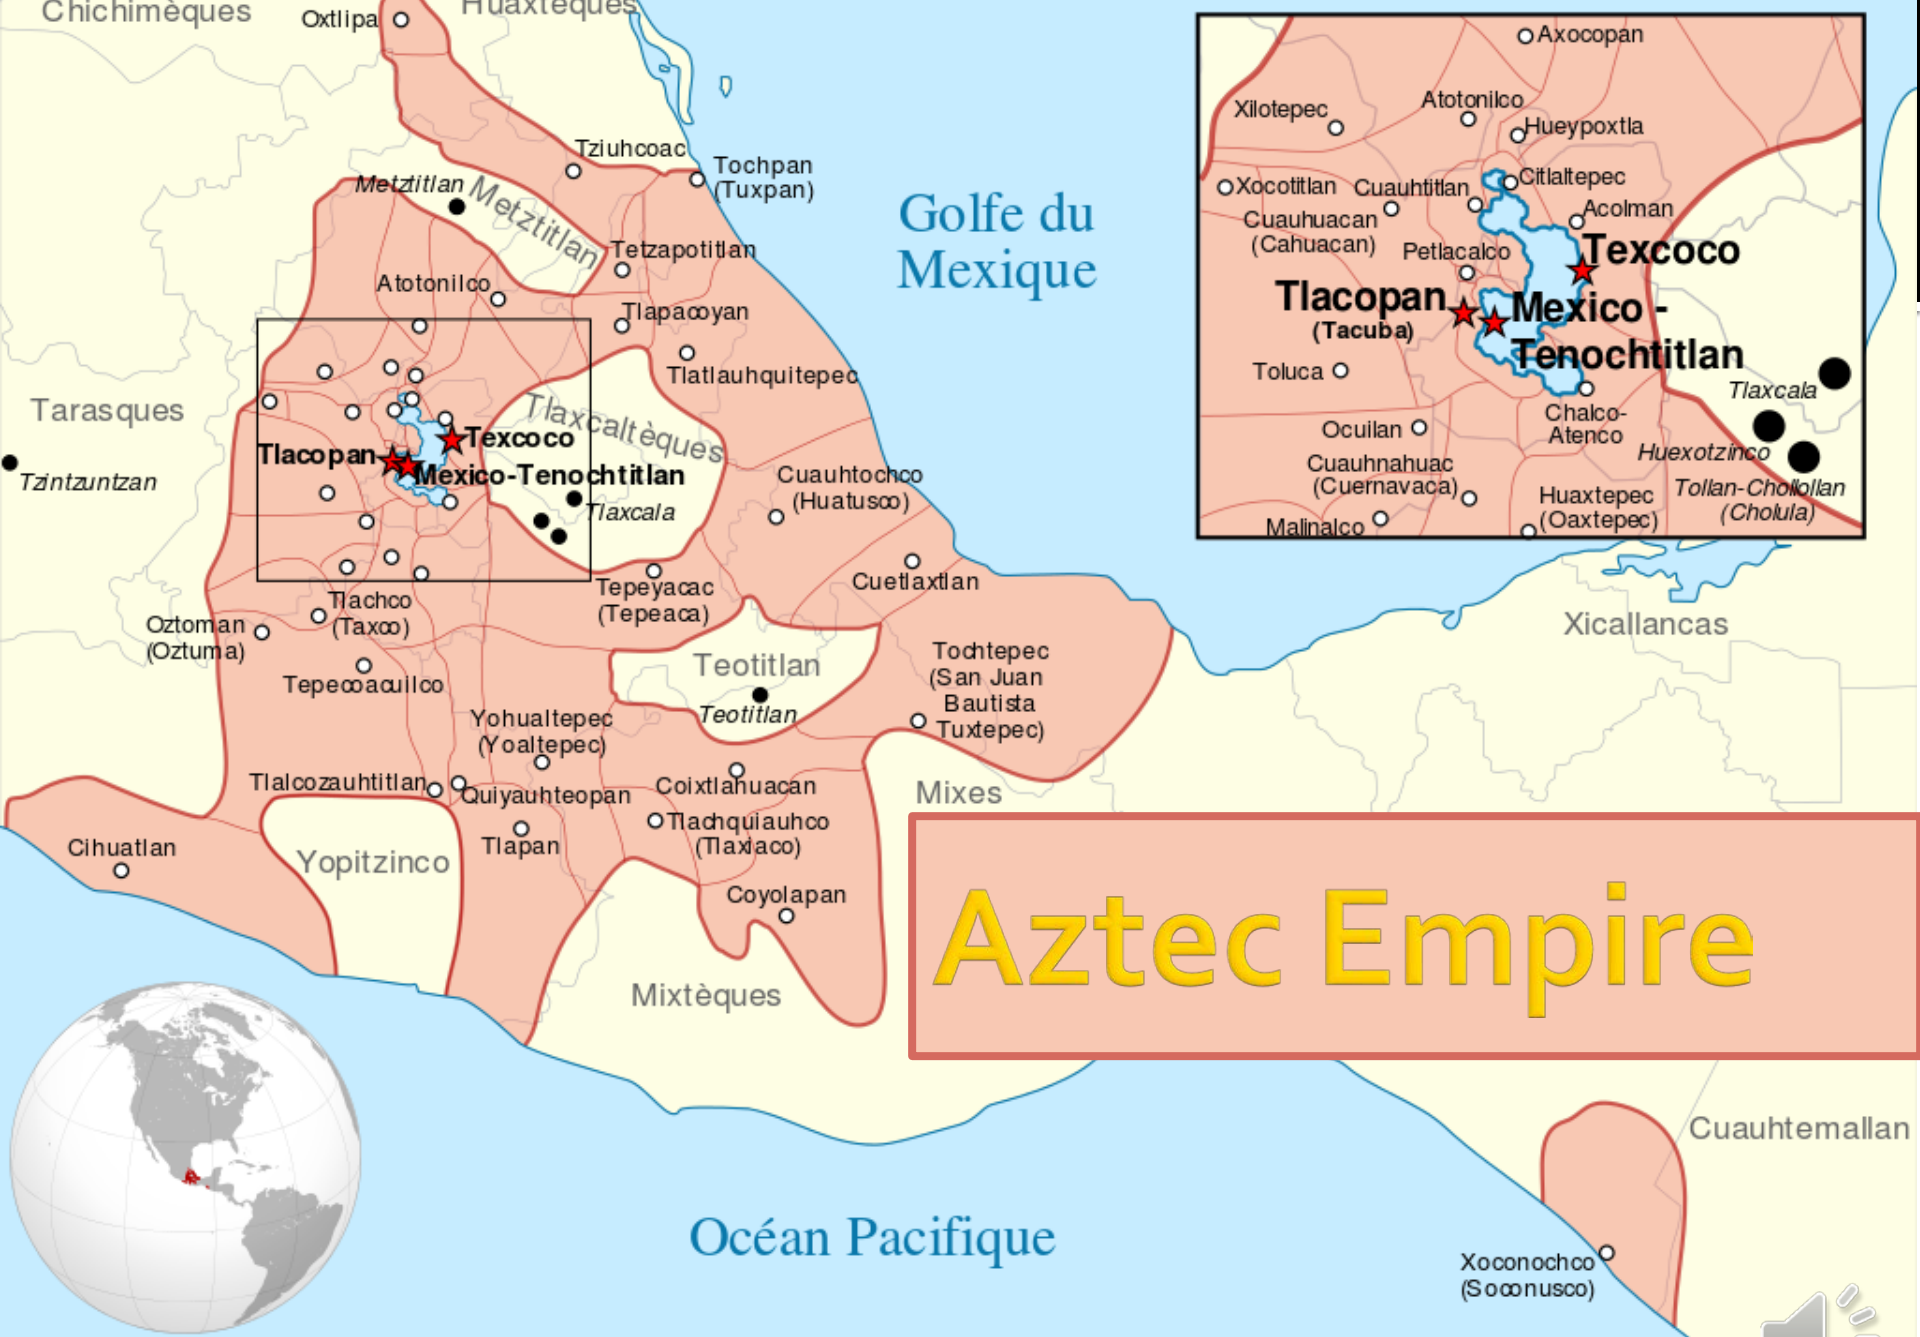 Chichimèques
Oxtlipa
Huaxtèques
Tziuhcoac
Tochpan
(Tuxpan)
Metztitlan
Metztitlan
Tetzapotitlan
Atotonilco
Tlapacoyan
Tlatlauhquitepec
Tarasques
Tlaxcaltèques
Texcoco
Tlacopan
Mexico-Tenochtitlan
Tzintzuntzan
Tlaxcala
Cuauhtochco
(Huatusco)
Cuetlaxtlan
Tepeyacac
(Tepeaca)
Tlachco
(Taxco)
Oztoman
(Oztuma)
Tepecoacuilco
Teotitlan
Teotitlan
Tochtepec
(San Juan
Bautista
Tuxtepec)
Yohualtepec
(Yoaltepec)
Tlalcozauhtitlan
Quiyauhteopan
Coixtlahuacan
Mixes
Tlachquiauhco
(Tlaxiaco)
Tlapan
Cihuatlan
Yopitzinco
Coyolapan
Mixtèques
Golfe du
Mexique
Axocopan
Xilotepec
Atotonilco
Hueypoxtla
Xocotitlan
Cuauhtitlan
Citlaltepec
Cuauhuacan
(Cahuacan)
Acolman
Petlacalco
Texcoco
Tlacopan
(Tacuba)
Mexico -
Tenochtitlan
Toluca
Tlaxcala
Chalco-
Atenco
Ocuilan
Huexotzinco
Cuauhnahuac
(Cuernavaca)
Tollan-Chollollan
(Cholula)
Huaxtepec
(Oaxtepec)
Malinalco
Xicallancas
Aztec Empire
Cuauhtemallan
Océan Pacifique
Xoconochco
(Soconusco)